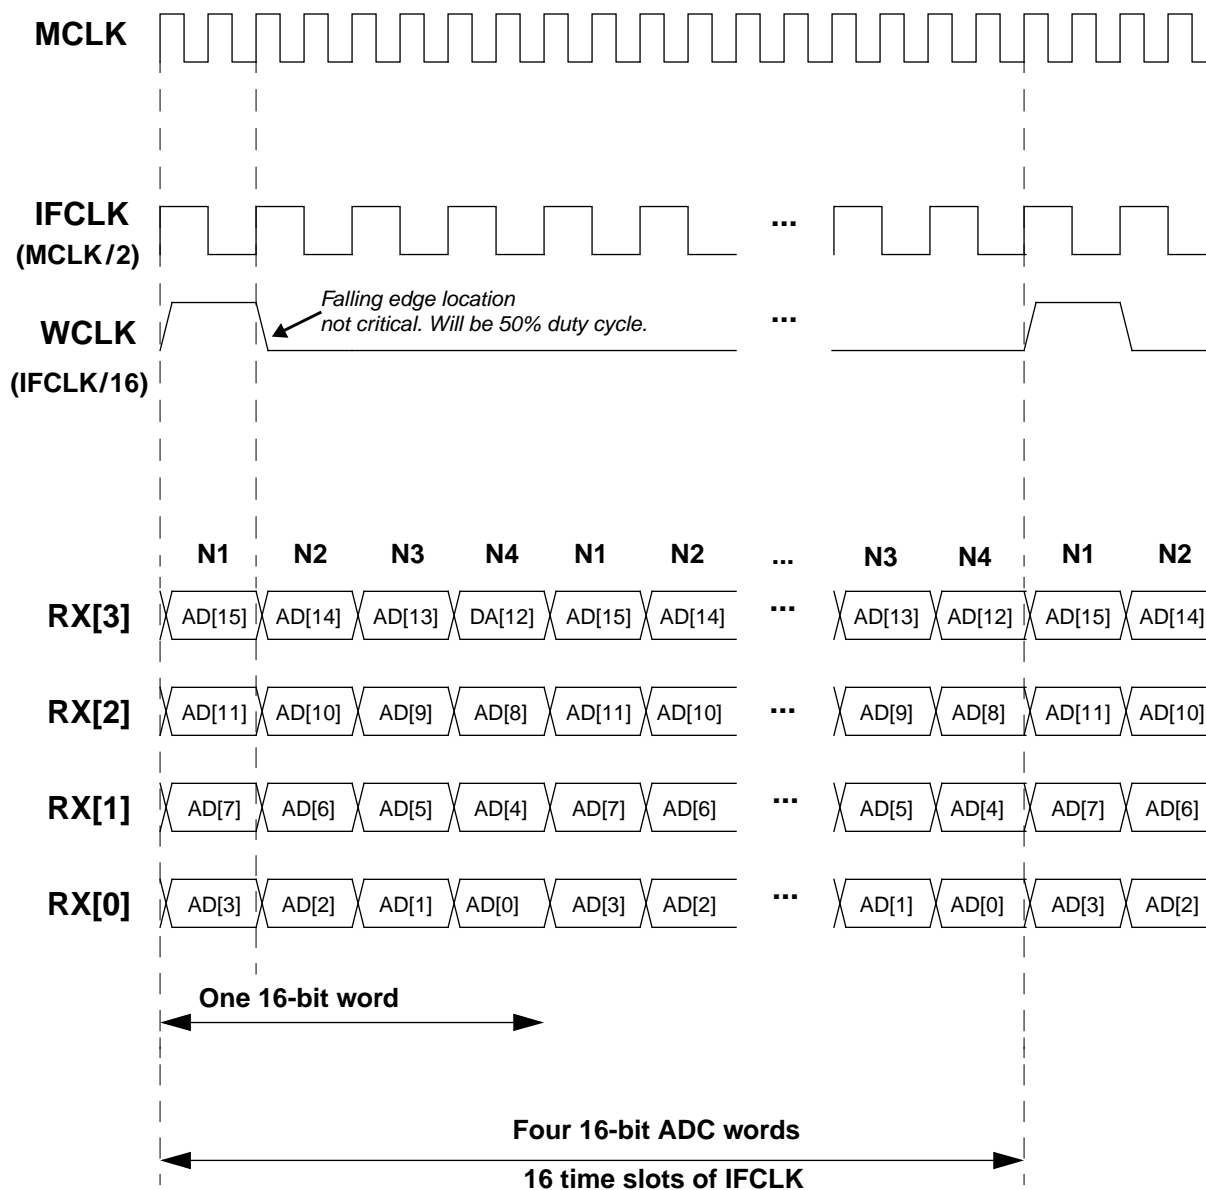 MCLK
IFCLK
(MCLK/2)
...
Falling edge location
not critical. Will be 50% duty cycle.
WCLK
...
(IFCLK/16)
N1 N2 N3 N4 N1 N2 ... N3 N4 N1 N2
RX[3] AD[15] AD[14] AD[13] DA[12] AD[15] AD[14] ... AD[13] AD[12] AD[15] AD[14]
RX[2] AD[11] AD[10] AD[9] AD[8] AD[11] AD[10] ... AD[9] AD[8] AD[11] AD[10]
RX[1] AD[7] AD[6] AD[5] AD[4] AD[7] AD[6] ... AD[5] AD[4] AD[7] AD[6]
RX[0] AD[3] AD[2] AD[1] AD[0] AD[3] AD[2] ... AD[1] AD[0] AD[3] AD[2]
One 16-bit word
Four 16-bit ADC words
16 time slots of IFCLK